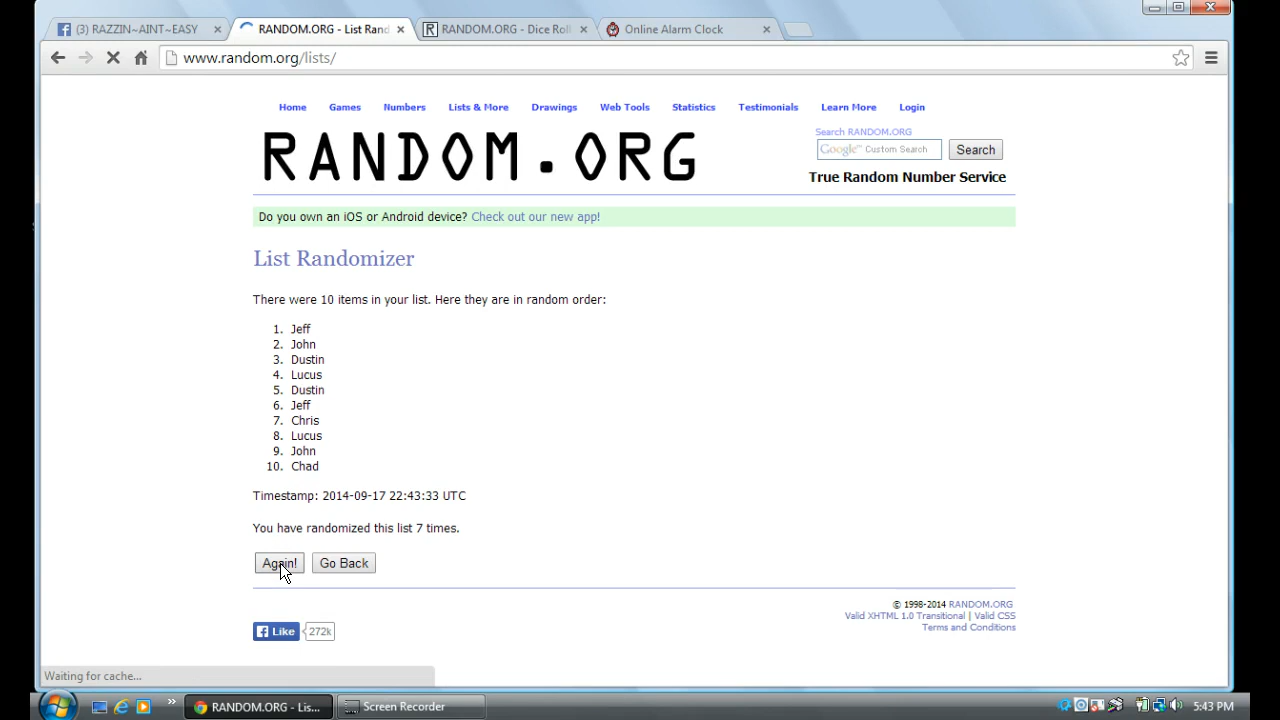 (3) RAZZIN~AINT~EASY
RANDOM.ORG - List Rand
RANDOM.ORG - Dice Roll
Online Alarm Clock
www.random.org/lists/
Home Games Numbers Lists & More Drawings Web Tools Statistics Testimonials Learn More Login
RANDOM.ORG
Search RANDOM.ORG
Google™ Custom Search Search
True Random Number Service
Do you own an iOS or Android device? Check out our new app!
List Randomizer
There were 10 items in your list. Here they are in random order:
1. Jeff
2. John
3. Dustin
4. Lucus
5. Dustin
6. Jeff
7. Chris
8. Lucus
9. John
10. Chad
Timestamp: 2014-09-17 22:43:33 UTC
You have randomized this list 7 times.
Again! Go Back
© 1998-2014 RANDOM.ORG
Valid XHTML 1.0 Transitional | Valid CSS
Terms and Conditions
Like 272k
Waiting for cache...
RANDOM.ORG - Lis...
Screen Recorder
5:43 PM